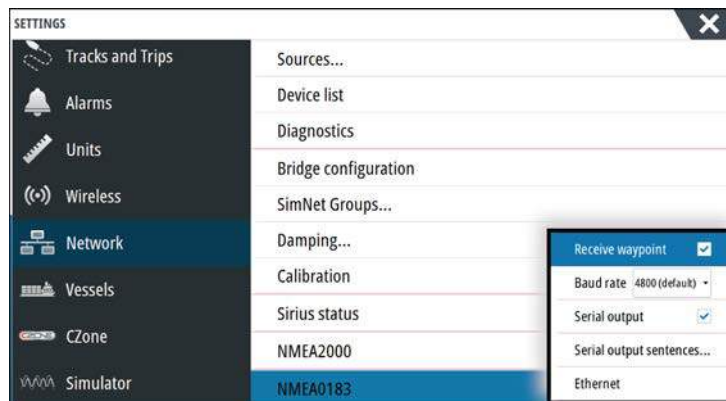 SETTINGS
Tracks and Trips
Alarms
Units
Wireless
Network
Vessels
CZone
Simulator
Sources...
Device list
Diagnostics
Bridge configuration
SimNet Groups...
Damping...
Calibration
Sirius status
NMEA2000
NMEA0183
Receive waypoint
Baud rate 4800 (default)
Serial output
Serial output sentences...
Ethernet